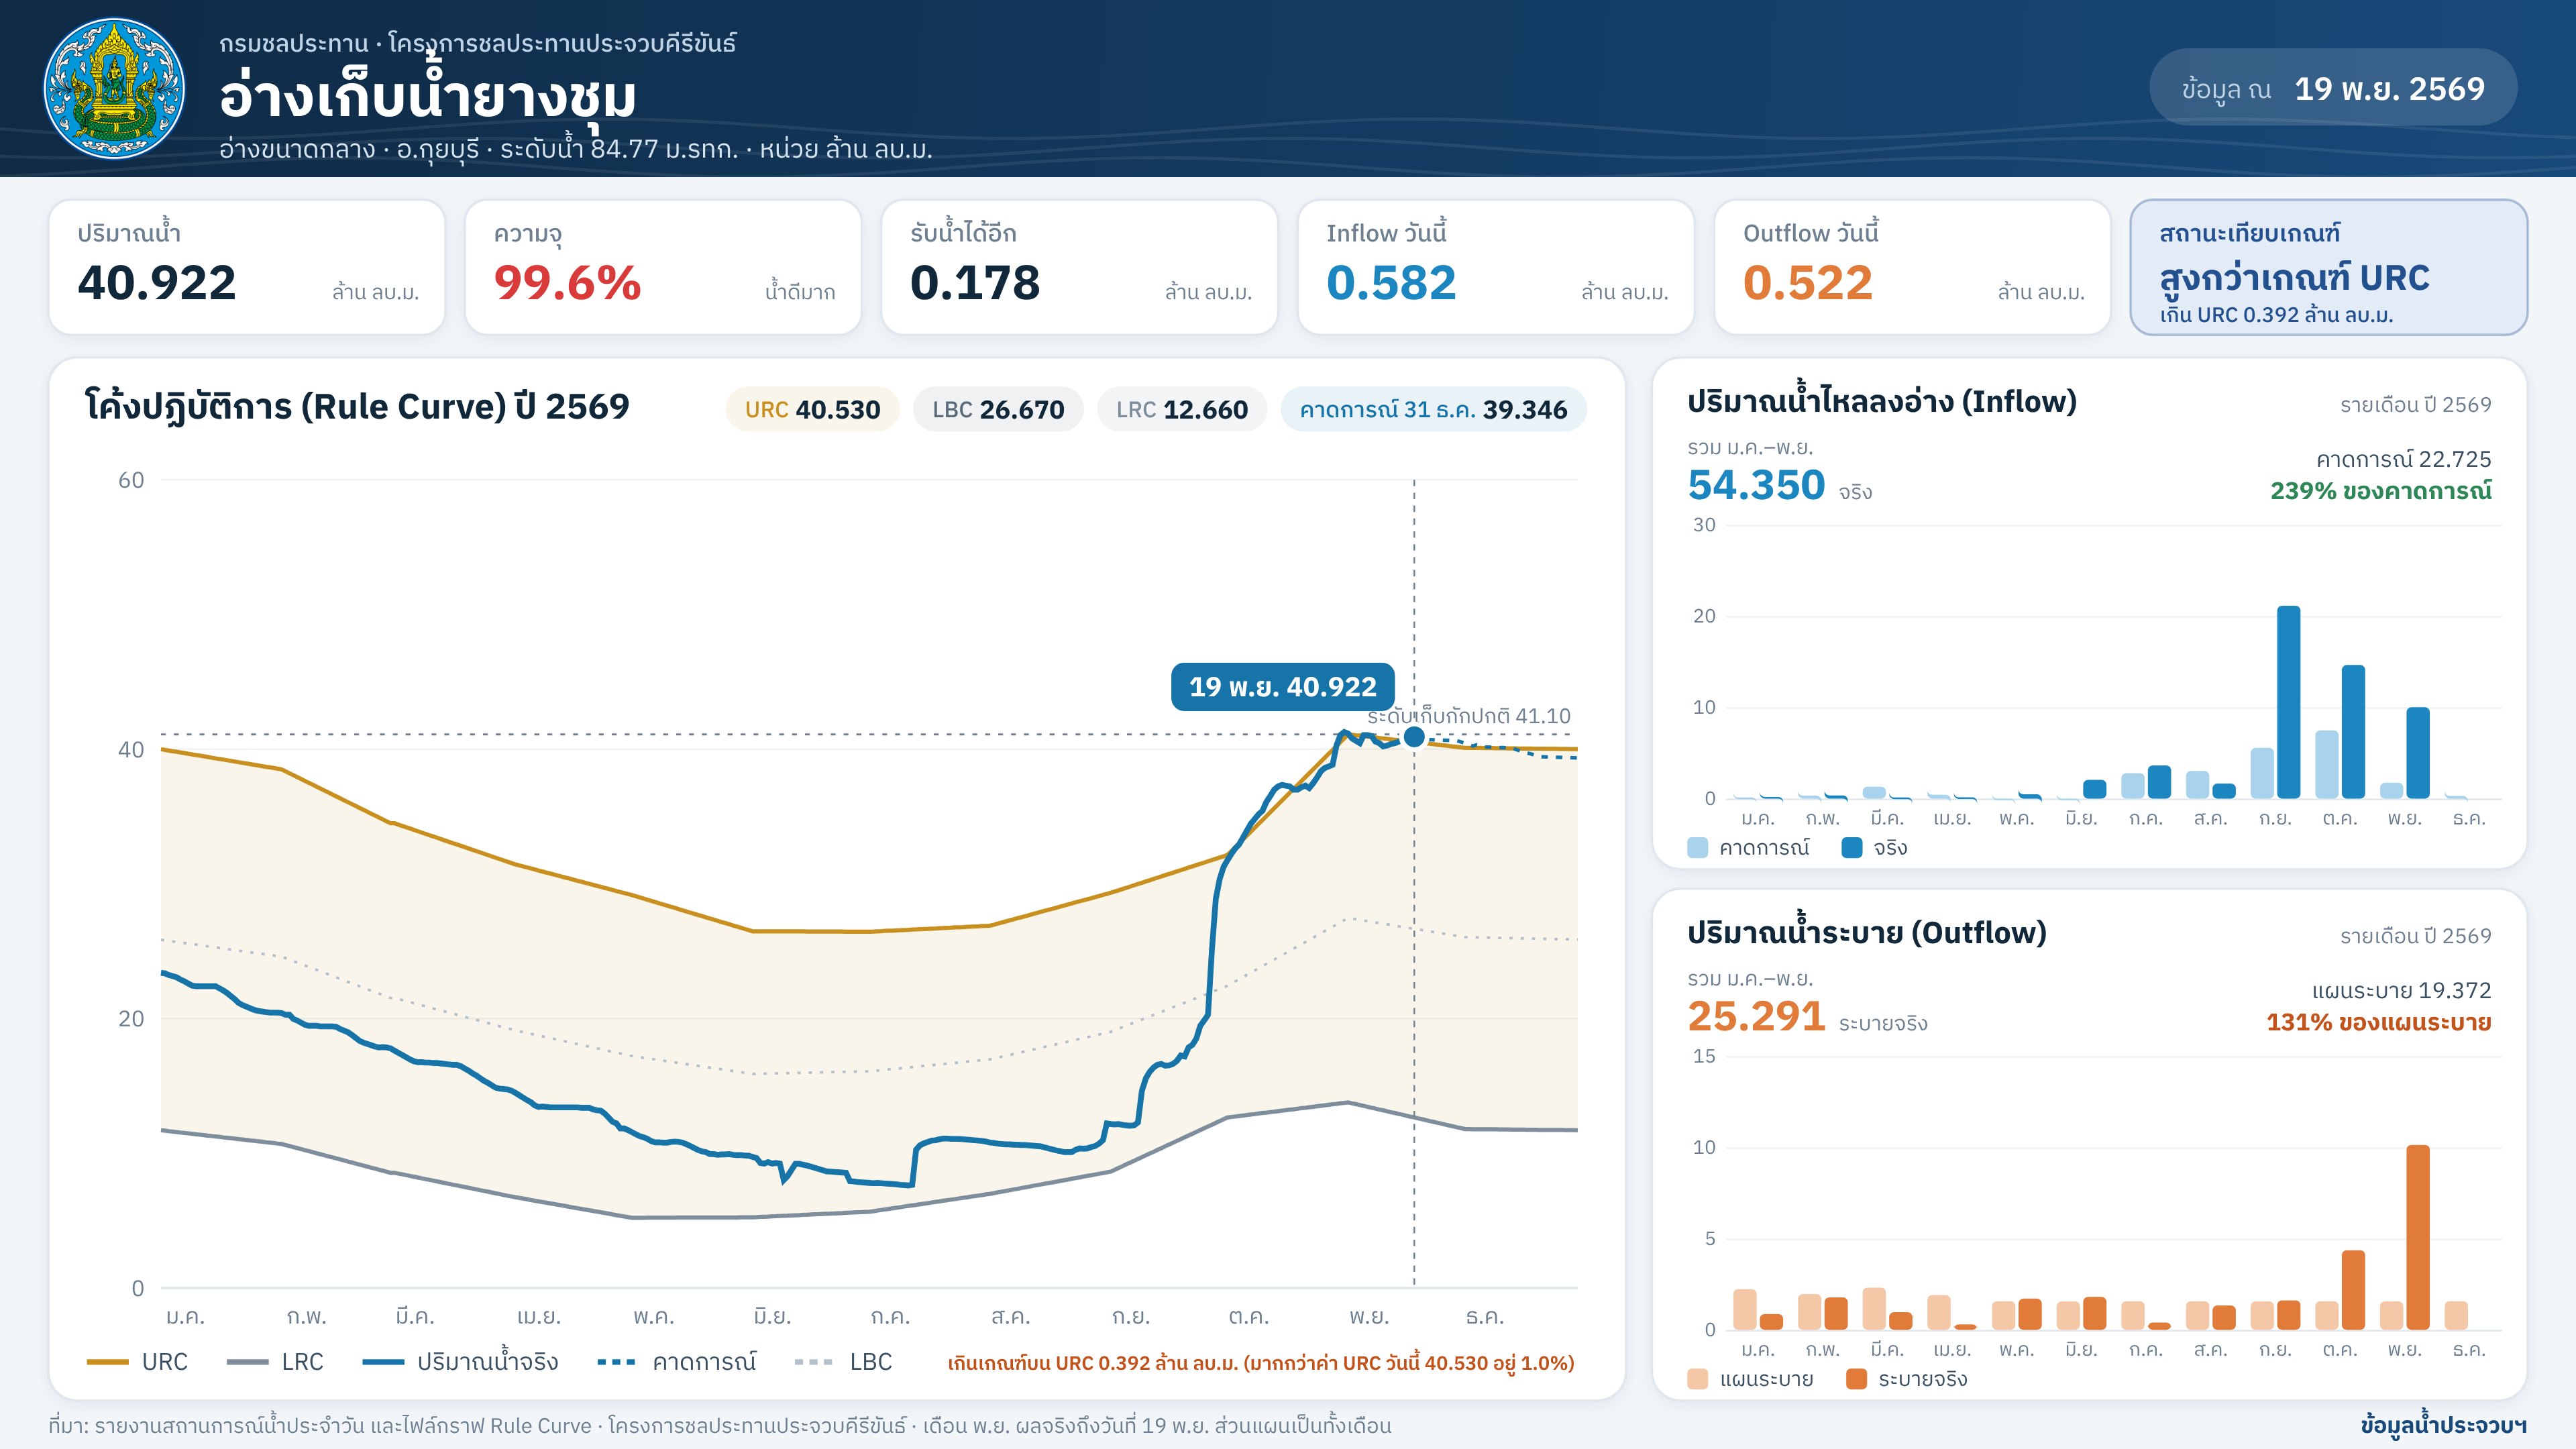 กรมชลประทาน · โครงการชลประทานประจวบคีรีขันธ์
อ่างเก็บน้ำยางชุม
อ่างขนาดกลาง · อ.กุยบุรี · ระดับน้ำ 84.77 ม.รทก. · หน่วย ล้าน ลบ.ม.
ข้อมูล ณ 19 พ.ย. 2569
ปริมาณน้ำ
40.922 ล้าน ลบ.ม.
ความจุ
99.6% น้ำดีมาก
รับน้ำได้อีก
0.178 ล้าน ลบ.ม.
Inflow วันนี้
0.582 ล้าน ลบ.ม.
Outflow วันนี้
0.522 ล้าน ลบ.ม.
สถานะเทียบเกณฑ์
สูงกว่าเกณฑ์ URC
เกิน URC 0.392 ล้าน ลบ.ม.
โค้งปฏิบัติการ (Rule Curve) ปี 2569
URC 40.530
LBC 26.670
LRC 12.660
คาดการณ์ 31 ธ.ค. 39.346
60
40
20
0
19 พ.ย. 40.922
ระดับเก็บกักปกติ 41.10
ม.ค. ก.พ. มี.ค. เม.ย. พ.ค. มิ.ย. ก.ค. ส.ค. ก.ย. ต.ค. พ.ย. ธ.ค.
URC LRC ปริมาณน้ำจริง คาดการณ์ LBC
เกินเกณฑ์บน URC 0.392 ล้าน ลบ.ม. (มากกว่าค่า URC วันนี้ 40.530 อยู่ 1.0%)
ปริมาณน้ำไหลลงอ่าง (Inflow)
รายเดือน ปี 2569
รวม ม.ค.–พ.ย.
54.350 จริง
คาดการณ์ 22.725
239% ของคาดการณ์
30
20
10
0
ม.ค. ก.พ. มี.ค. เม.ย. พ.ค. มิ.ย. ก.ค. ส.ค. ก.ย. ต.ค. พ.ย. ธ.ค.
คาดการณ์ จริง
ปริมาณน้ำระบาย (Outflow)
รายเดือน ปี 2569
รวม ม.ค.–พ.ย.
25.291 ระบายจริง
แผนระบาย 19.372
131% ของแผนระบาย
15
10
5
0
ม.ค. ก.พ. มี.ค. เม.ย. พ.ค. มิ.ย. ก.ค. ส.ค. ก.ย. ต.ค. พ.ย. ธ.ค.
แผนระบาย ระบายจริง
ที่มา: รายงานสถานการณ์น้ำประจำวัน และไฟล์กราฟ Rule Curve · โครงการชลประทานประจวบคีรีขันธ์ · เดือน พ.ย. ผลจริงถึงวันที่ 19 พ.ย. ส่วนแผนเป็นทั้งเดือน
ข้อมูลน้ำประจวบฯ